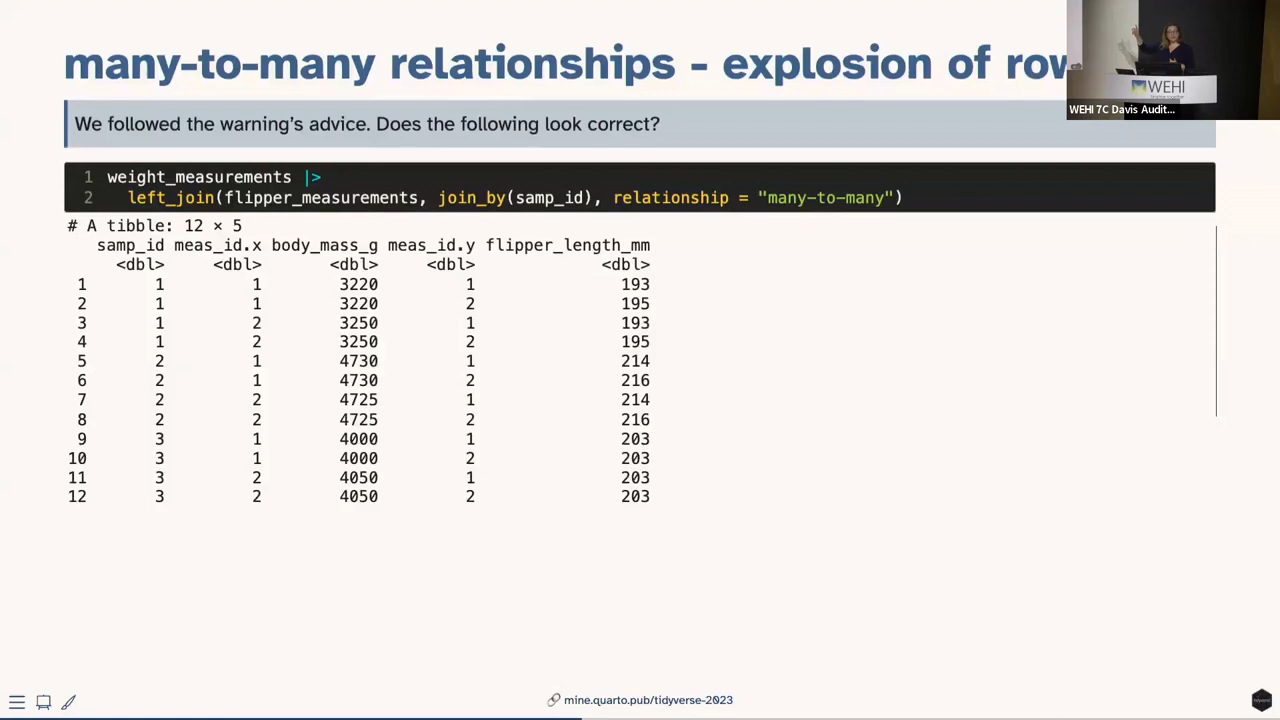 many-to-many relationships - explosion of row
We followed the warning's advice. Does the following look correct?
1 weight_measurements |>
2 left_join(flipper_measurements, join_by(samp_id), relationship = "many-to-many")
# A tibble: 12 × 5
samp_id meas_id.x body_mass_g meas_id.y flipper_length_mm
<dbl> <dbl> <dbl> <dbl> <dbl>
1 1 1 3220 1 193
2 1 1 3220 2 195
3 1 2 3250 1 193
4 1 2 3250 2 195
5 2 1 4730 1 214
6 2 1 4730 2 216
7 2 2 4725 1 214
8 2 2 4725 2 216
9 3 1 4000 1 203
10 3 1 4000 2 203
11 3 2 4050 1 203
12 3 2 4050 2 203
WEHI
WEHI 7C Davis Audit...
mine.quarto.pub/tidyverse-2023